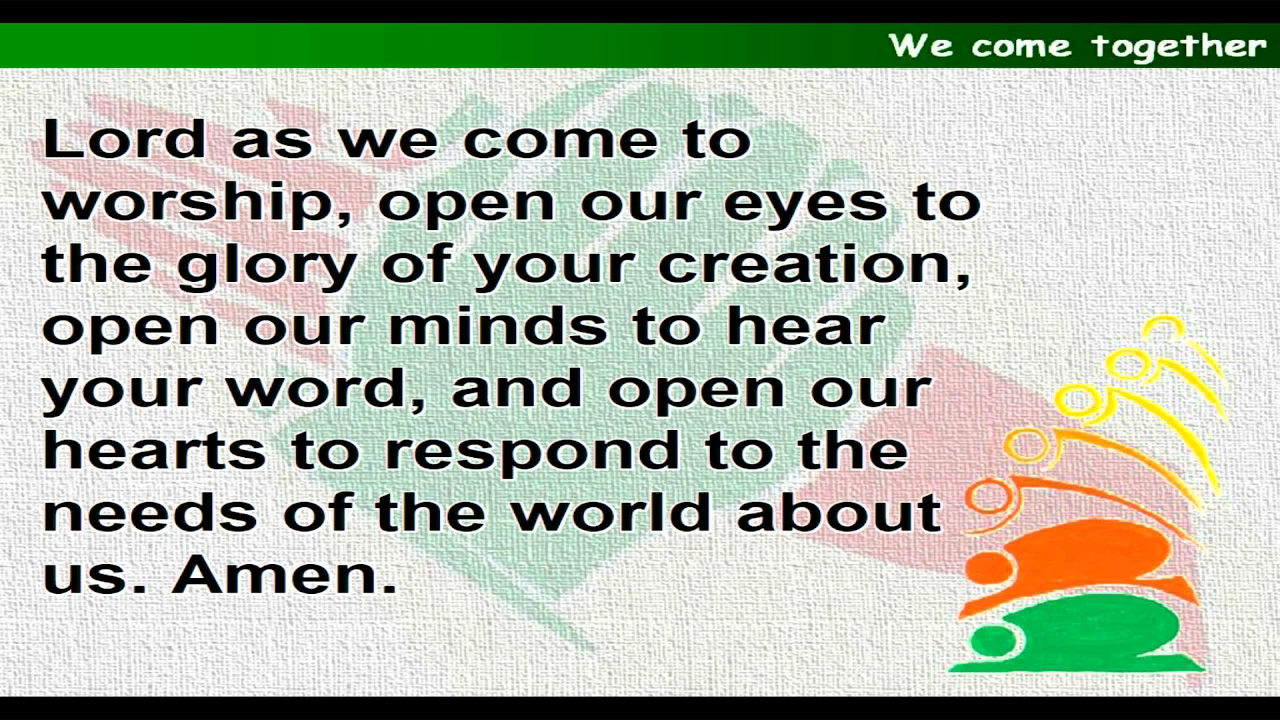 We come together
Lord as we come to
worship, open our eyes to
the glory of your creation,
open our minds to hear
your word, and open our
hearts to respond to the
needs of the world about
us. Amen.